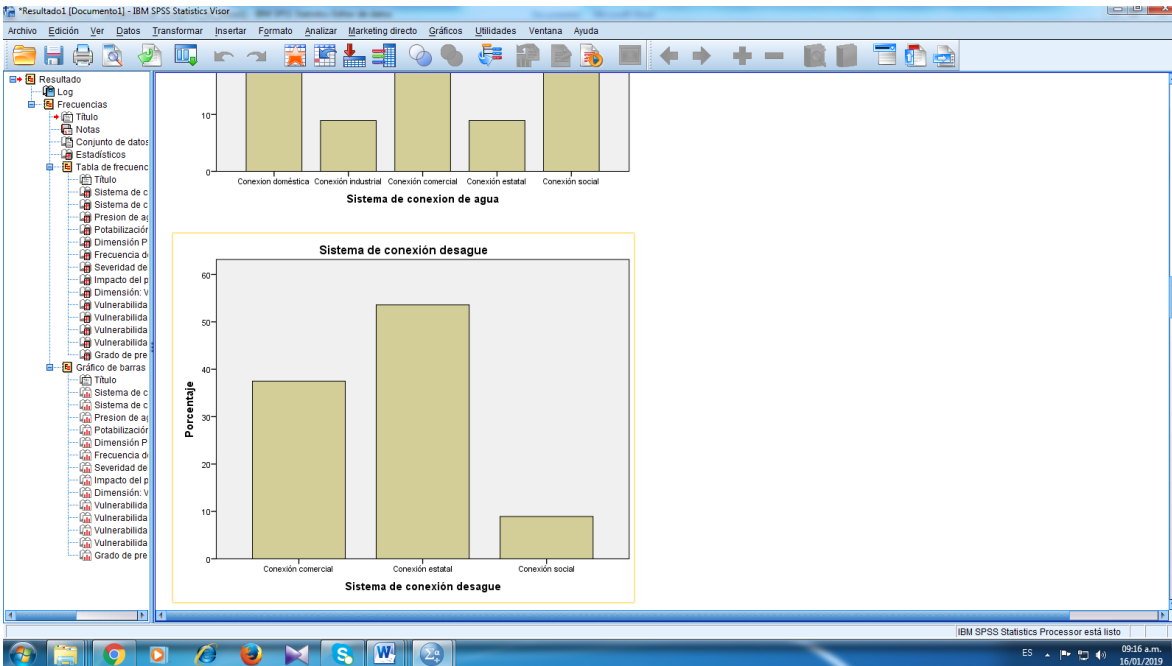 *Resultado1 [Documento1] - IBM SPSS Statistics Visor
Archivo Edición Ver Datos Transformar Insertar Formato Analizar Marketing directo Gráficos Utilidades Ventana Ayuda
Resultado
Log
Frecuencias
Título
Notas
Conjunto de datos
Estadísticos
Tabla de frecuenc
Título
Sistema de c
Sistema de c
Presion de ag
Potabilización
Dimensión P
Frecuencia de
Severidad de
Impacto del p
Dimensión: V
Vulnerabilida
Vulnerabilida
Vulnerabilida
Vulnerabilida
Grado de pre
Gráfico de barras
Título
Sistema de c
Sistema de c
Presion de ag
Potabilización
Dimensión P
Frecuencia de
Severidad de
Impacto del p
Dimensión: V
Vulnerabilida
Vulnerabilida
Vulnerabilida
Vulnerabilida
Grado de pre
10
0
Conexion doméstica Conexión industrial Conexión comercial Conexión estatal Conexión social
Sistema de conexion de agua
Sistema de conexión desague
60
50
40
30
20
10
0
Porcentaje
Conexión comercial Conexión estatal Conexión social
Sistema de conexión desague
IBM SPSS Statistics Processor está listo
ES 09:16 a.m.
16/01/2019